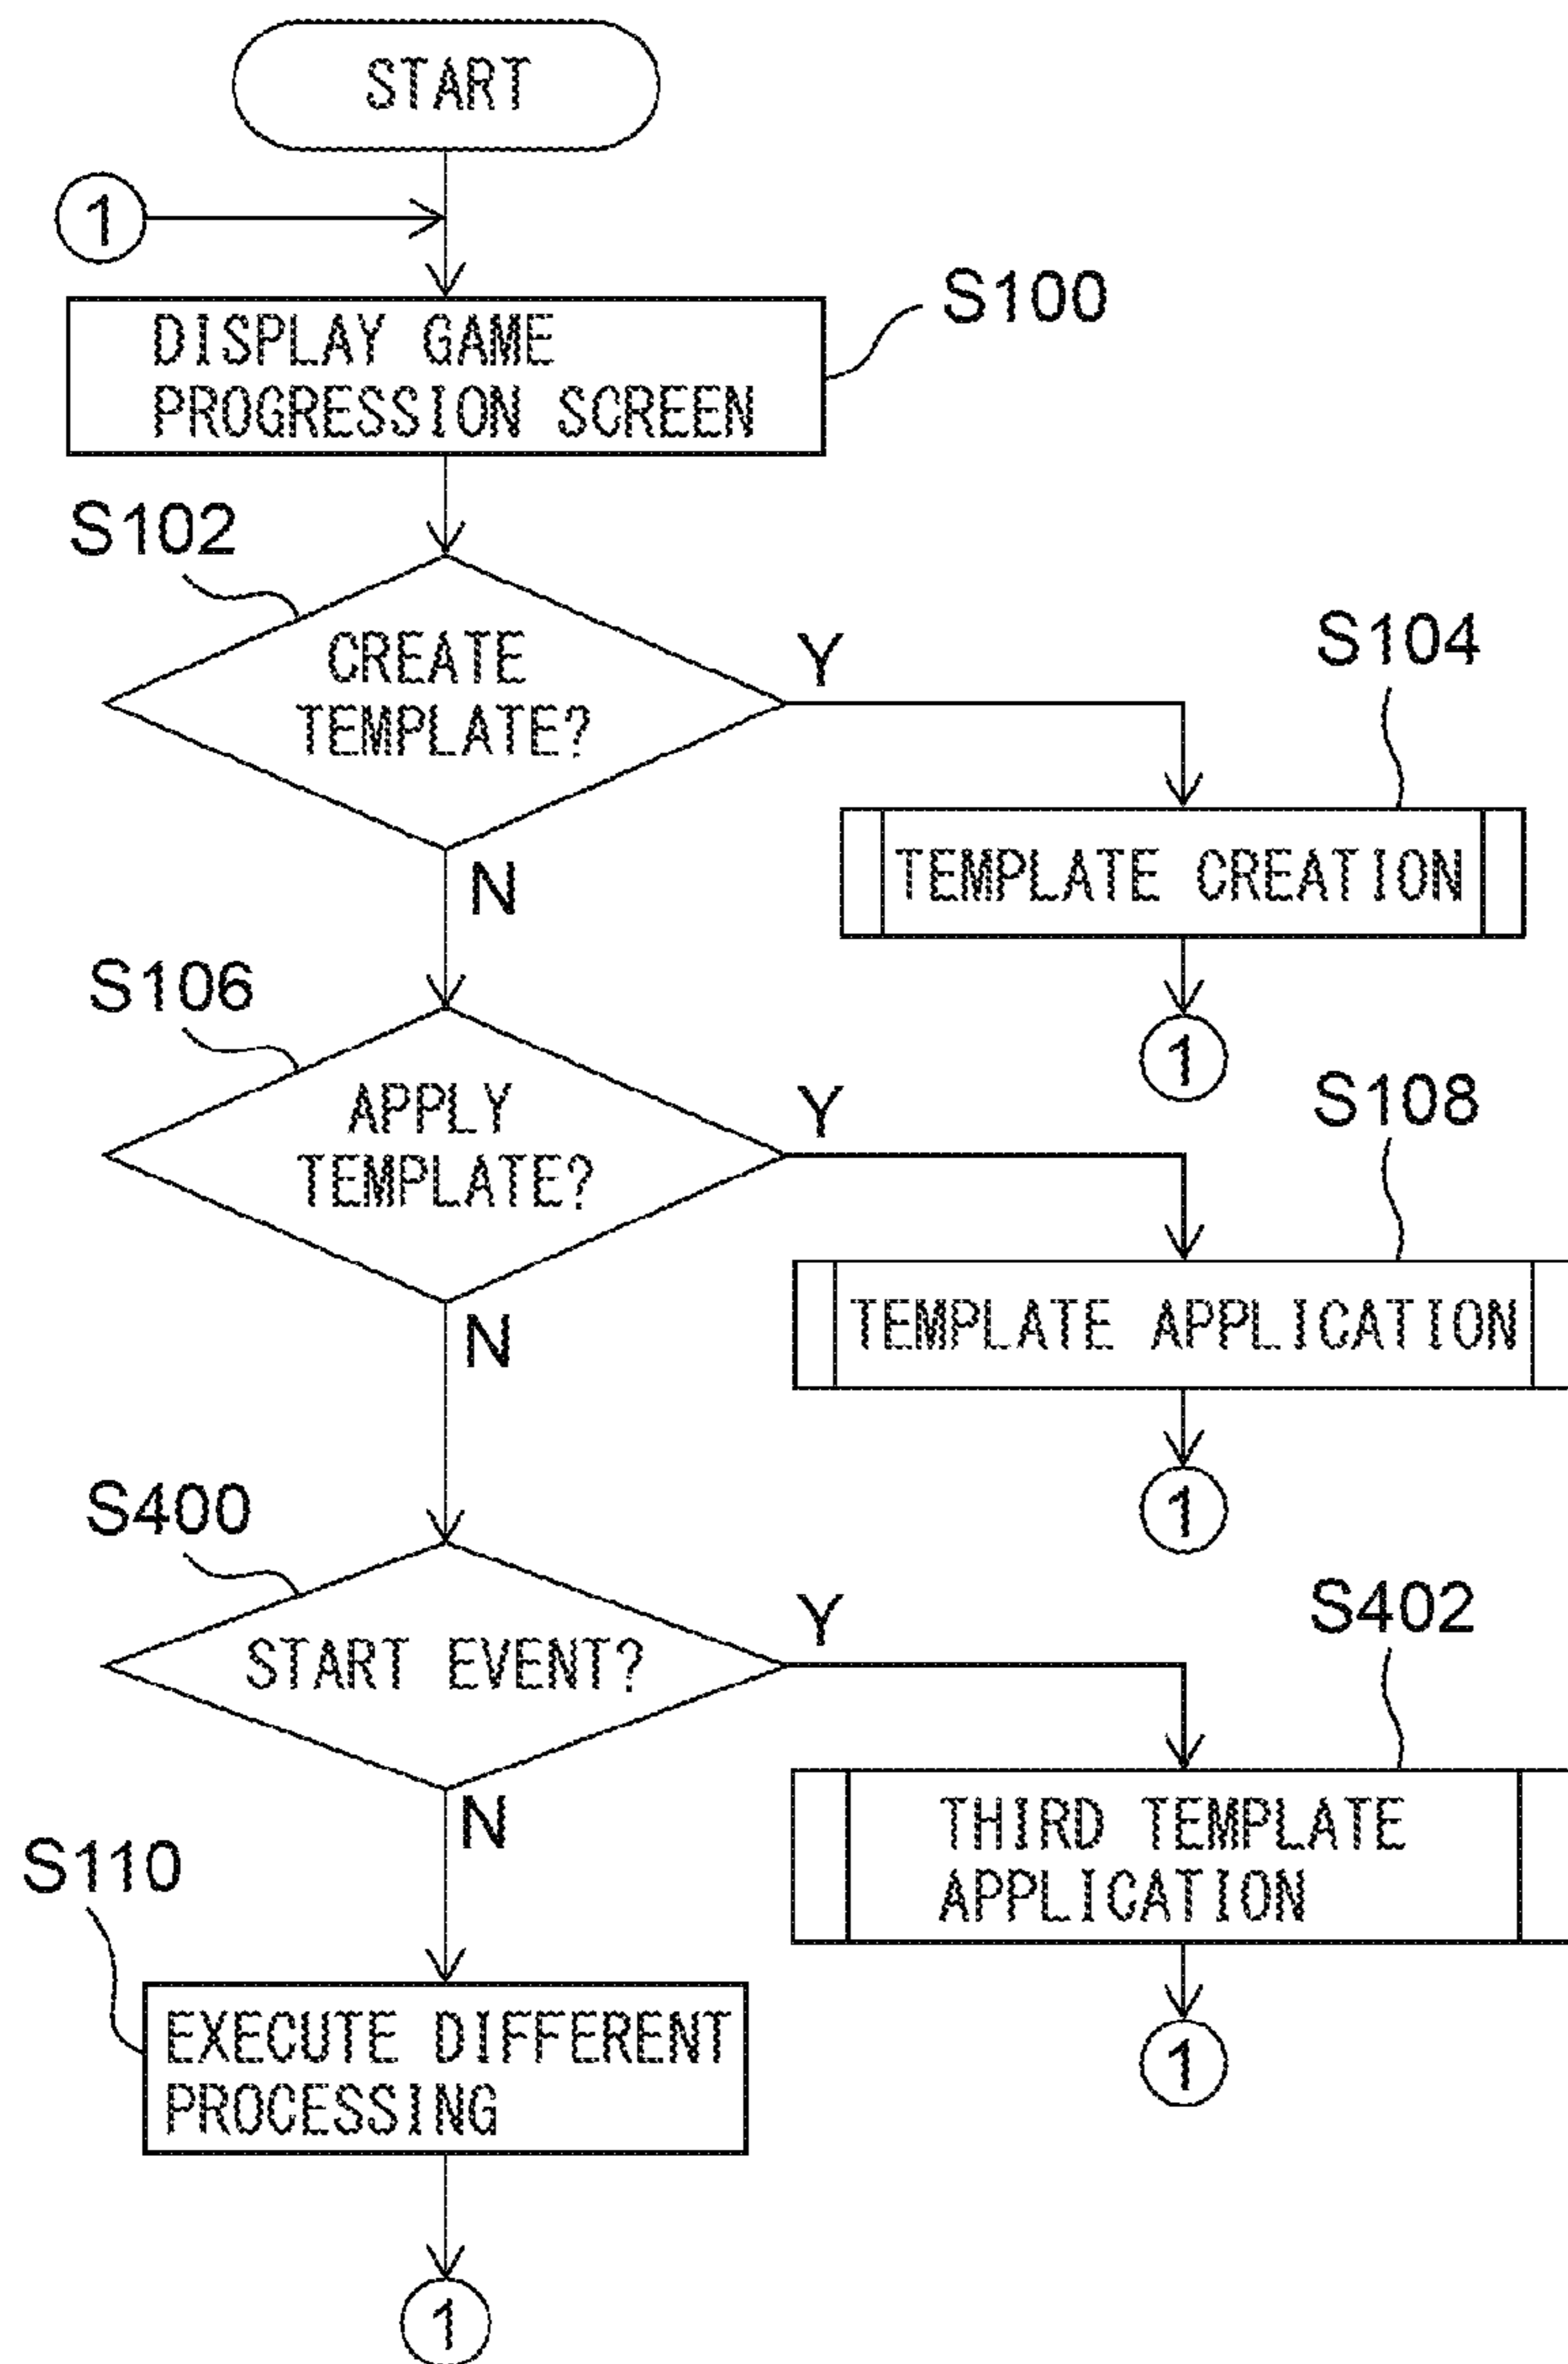 START
1
S100
DISPLAY GAME
PROGRESSION SCREEN
S102
CREATE
TEMPLATE?
Y
S104
TEMPLATE CREATION
1
N
S106
APPLY
TEMPLATE?
Y
S108
TEMPLATE APPLICATION
1
N
S400
START EVENT?
Y
S402
THIRD TEMPLATE
APPLICATION
1
N
S110
EXECUTE DIFFERENT
PROCESSING
1